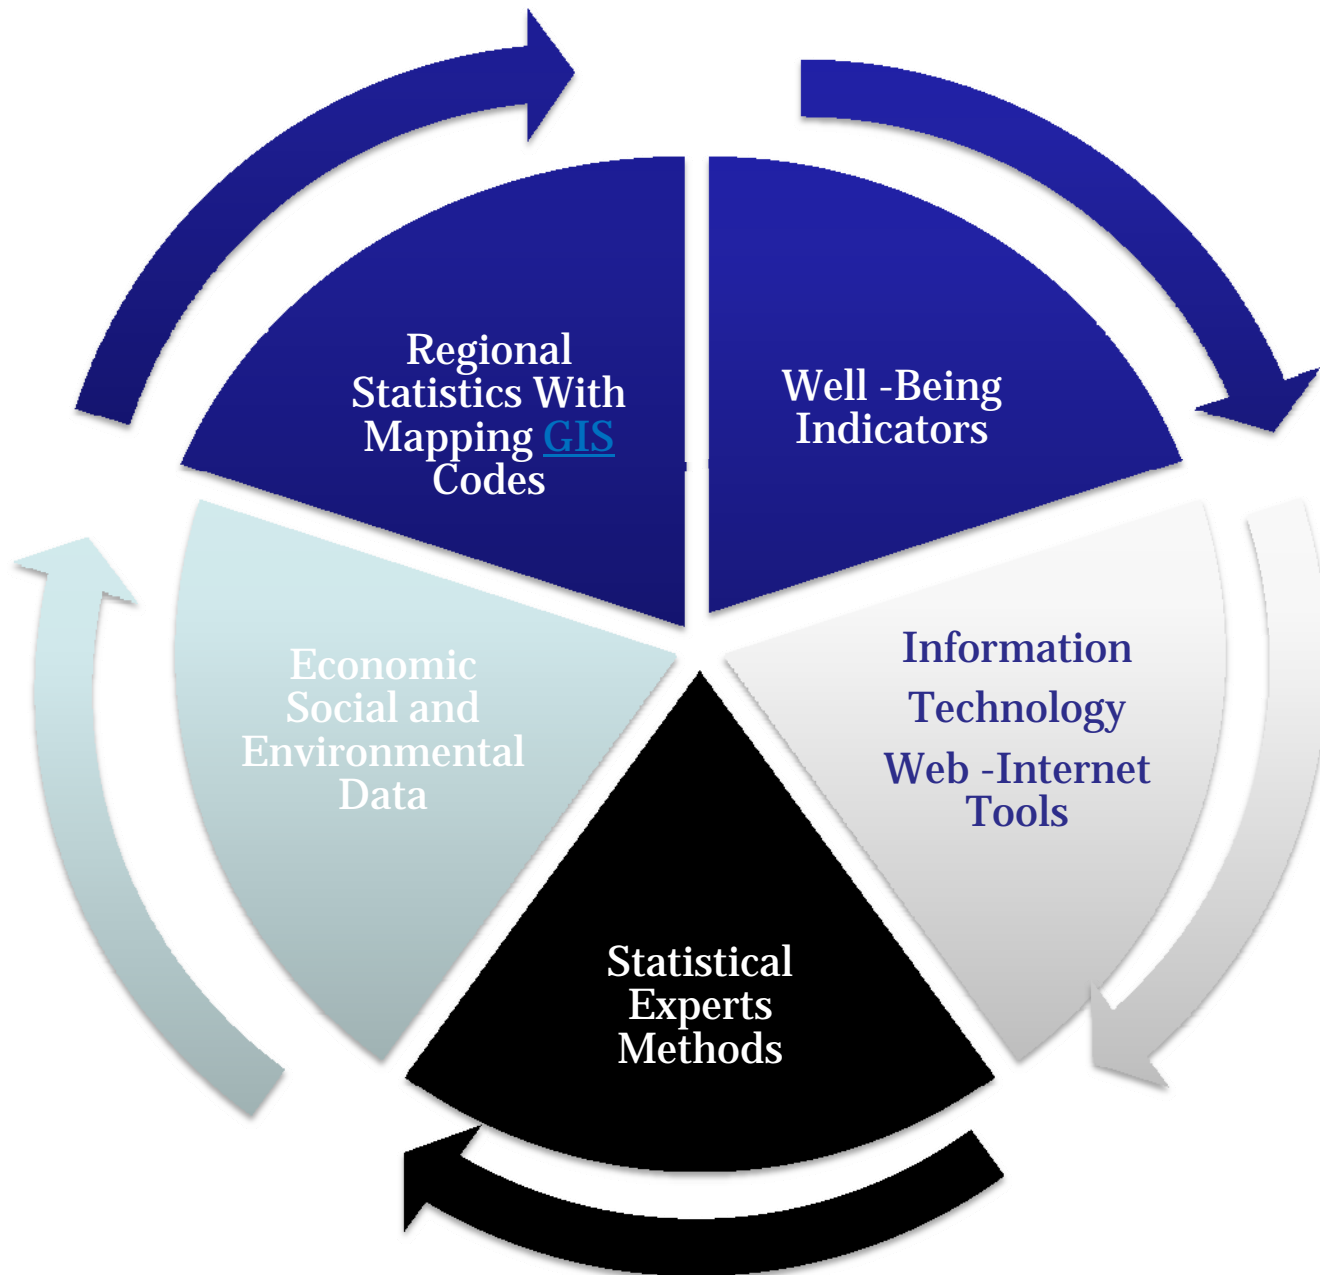 Regional
Statistics With
Mapping GIS
Codes
Well -Being
Indicators
Information
Technology
Web -Internet
Tools
Statistical
Experts
Methods
Economic
Social and
Environmental
Data